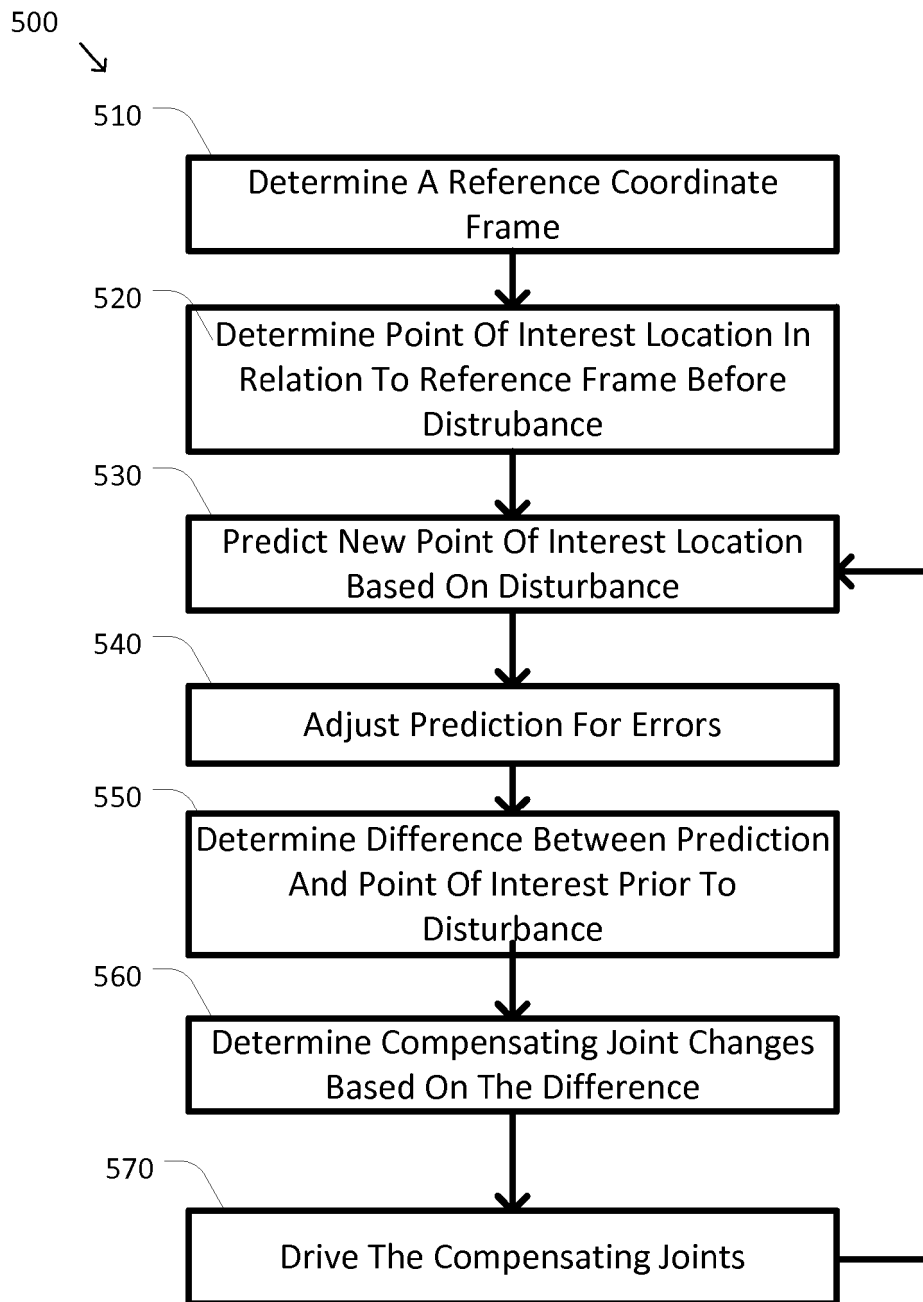 500
510
Determine A Reference Coordinate
Frame
520
Determine Point Of Interest Location In
Relation To Reference Frame Before
Distrubance
530
Predict New Point Of Interest Location
Based On Disturbance
540
Adjust Prediction For Errors
550
Determine Difference Between Prediction
And Point Of Interest Prior To
Disturbance
560
Determine Compensating Joint Changes
Based On The Difference
570
Drive The Compensating Joints